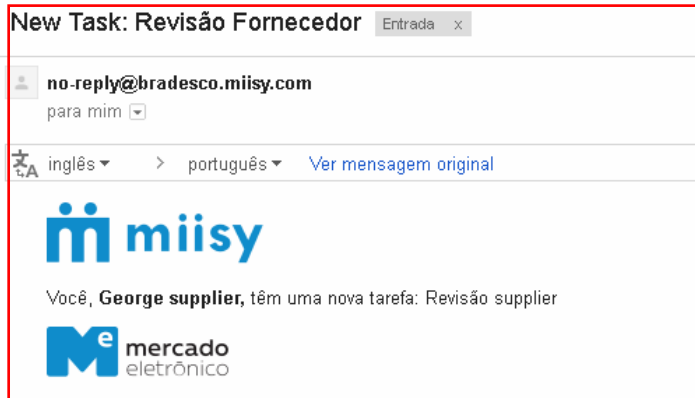 New Task: Revisão Fornecedor Entrada x
no-reply@bradesco.miisy.com
para mim
inglês > português Ver mensagem original
miisy
Você, George supplier, têm uma nova tarefa: Revisão supplier
Me mercado
eletrônico